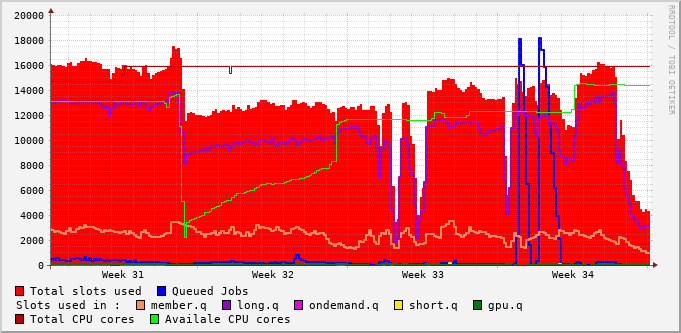 20000
18000
16000
14000
12000
10000
8000
6000
4000
2000
0
Week 31 Week 32 Week 33 Week 34
RRDTOOL / TOBI OETIKER
Total slots used Queued Jobs
Slots used in : member.q long.q ondemand.q short.q gpu.q
Total CPU cores Availale CPU cores